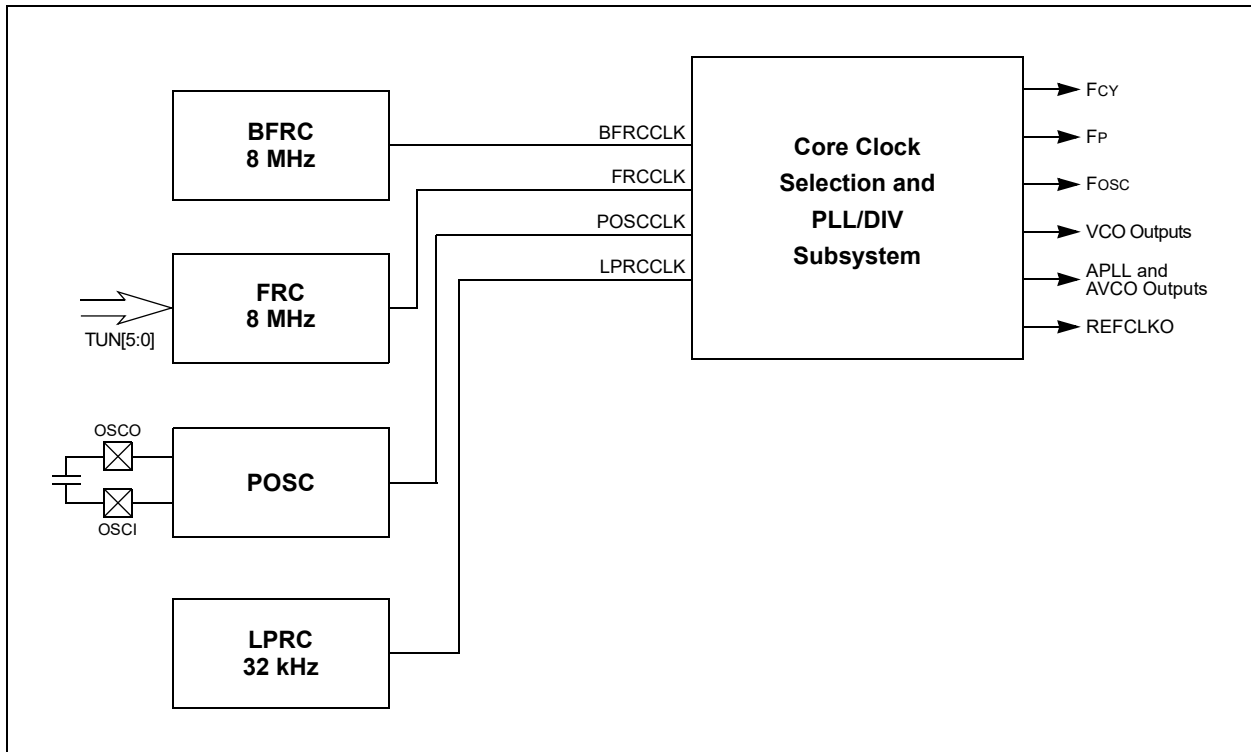 BFRC
8 MHz
BFRCCLK
FRCCLK
POSCCLK
LPRCCLK
FRC
8 MHz
TUN[5:0]
OSCO
OSCI
POSC
LPRC
32 kHz
Core Clock
Selection and
PLL/DIV
Subsystem
FCY
FP
FOSC
VCO Outputs
APLL and
AVCO Outputs
REFCLKO